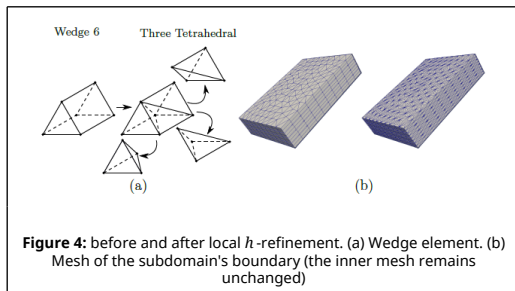 Wedge 6 Three Tetrahedral
(a) (b)
Figure 4: before and after local h-refinement. (a) Wedge element. (b)
Mesh of the subdomain's boundary (the inner mesh remains
unchanged)